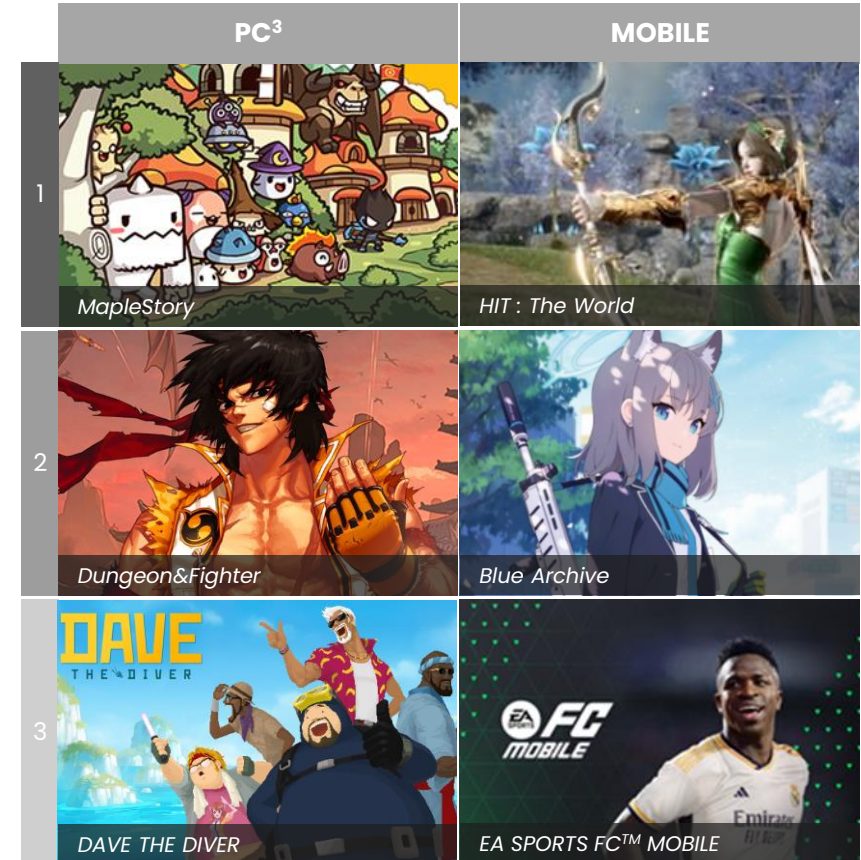 PC³
MOBILE
1
MapleStory
HIT : The World
2
Dungeon&Fighter
Blue Archive
3
DAVE
THE DIVER
DAVE THE DIVER
EA
SPORTS
FC
MOBILE
Emirates
EA SPORTS FC™ MOBILE